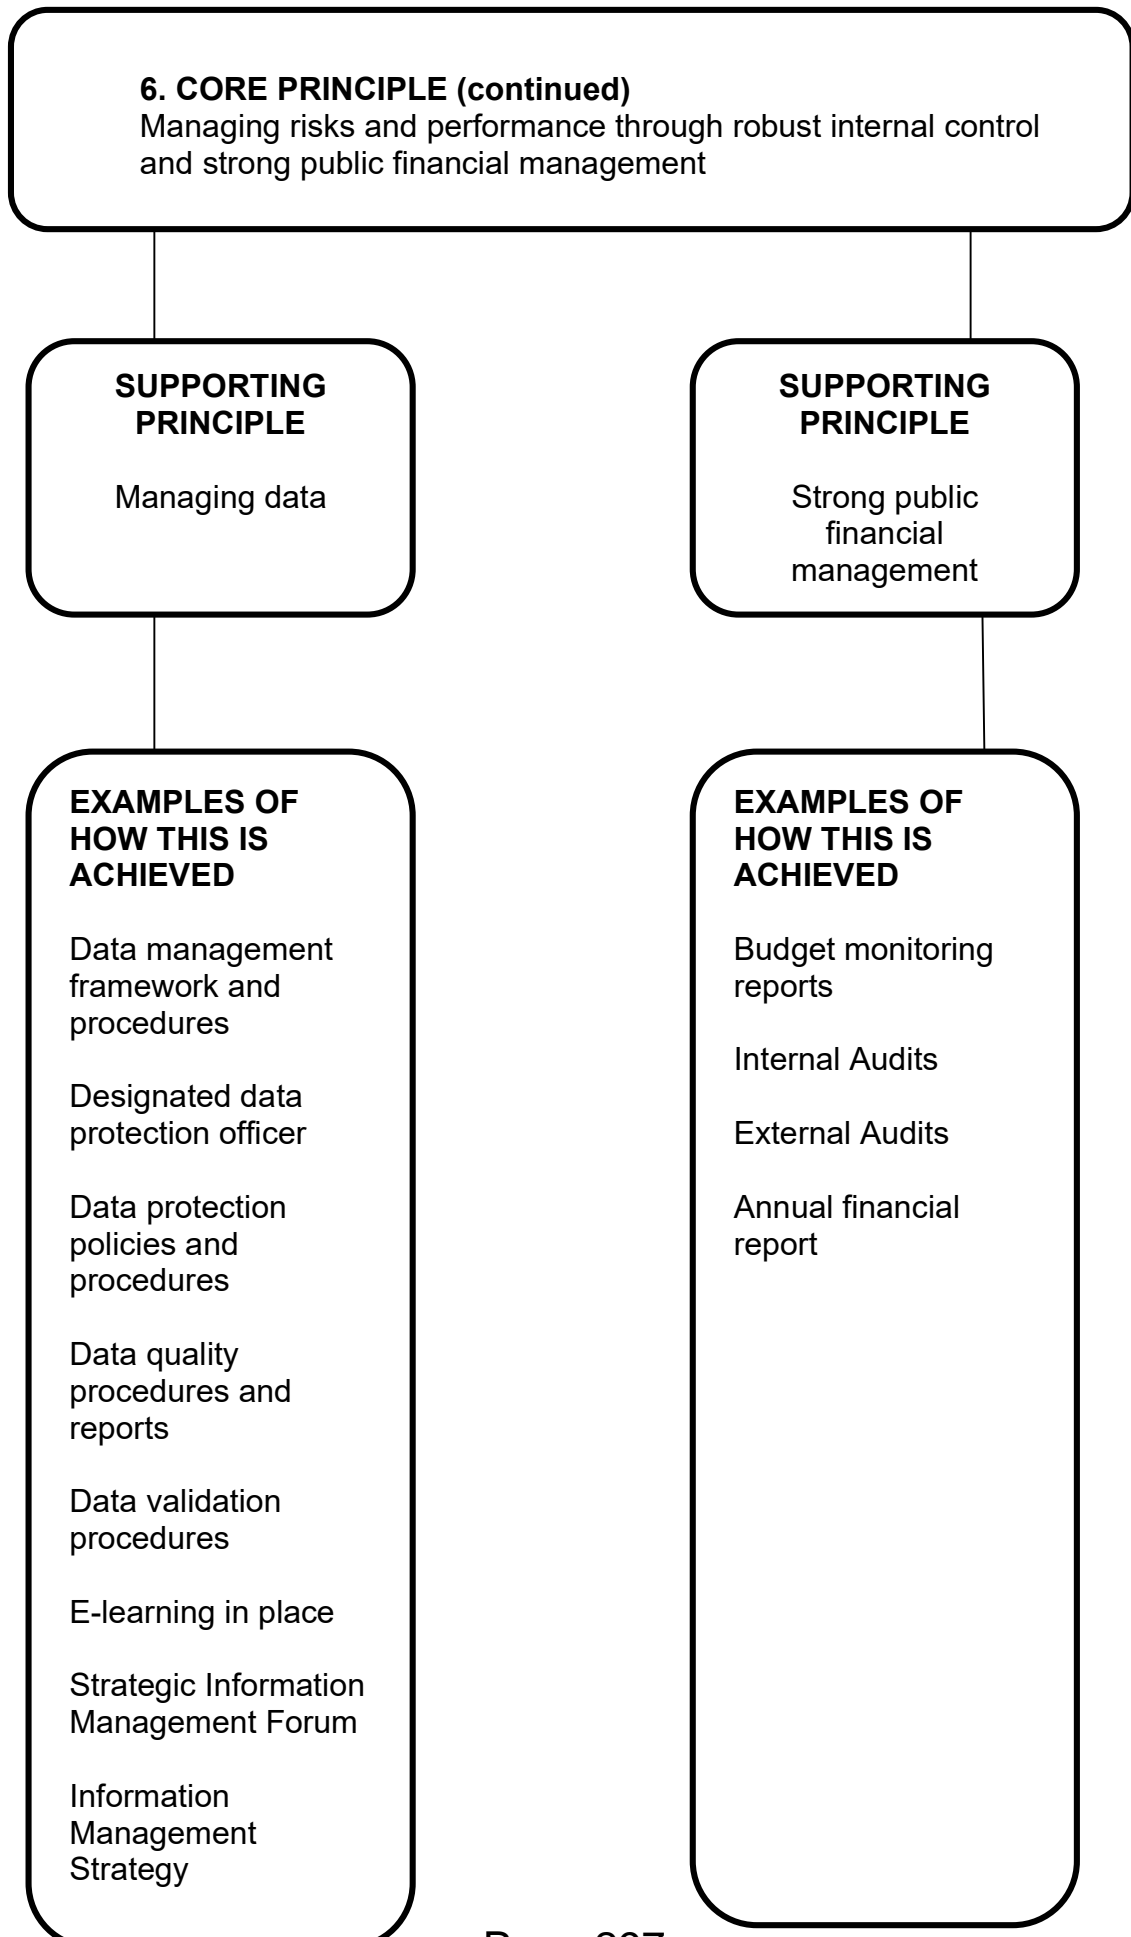 6. CORE PRINCIPLE (continued)
Managing risks and performance through robust internal control
and strong public financial management
SUPPORTING
PRINCIPLE
Managing data
SUPPORTING
PRINCIPLE
Strong public
financial
management
EXAMPLES OF
HOW THIS IS
ACHIEVED
Data management
framework and
procedures
Designated data
protection officer
Data protection
policies and
procedures
Data quality
procedures and
reports
Data validation
procedures
E-learning in place
Strategic Information
Management Forum
Information
Management
Strategy
EXAMPLES OF
HOW THIS IS
ACHIEVED
Budget monitoring
reports
Internal Audits
External Audits
Annual financial
report